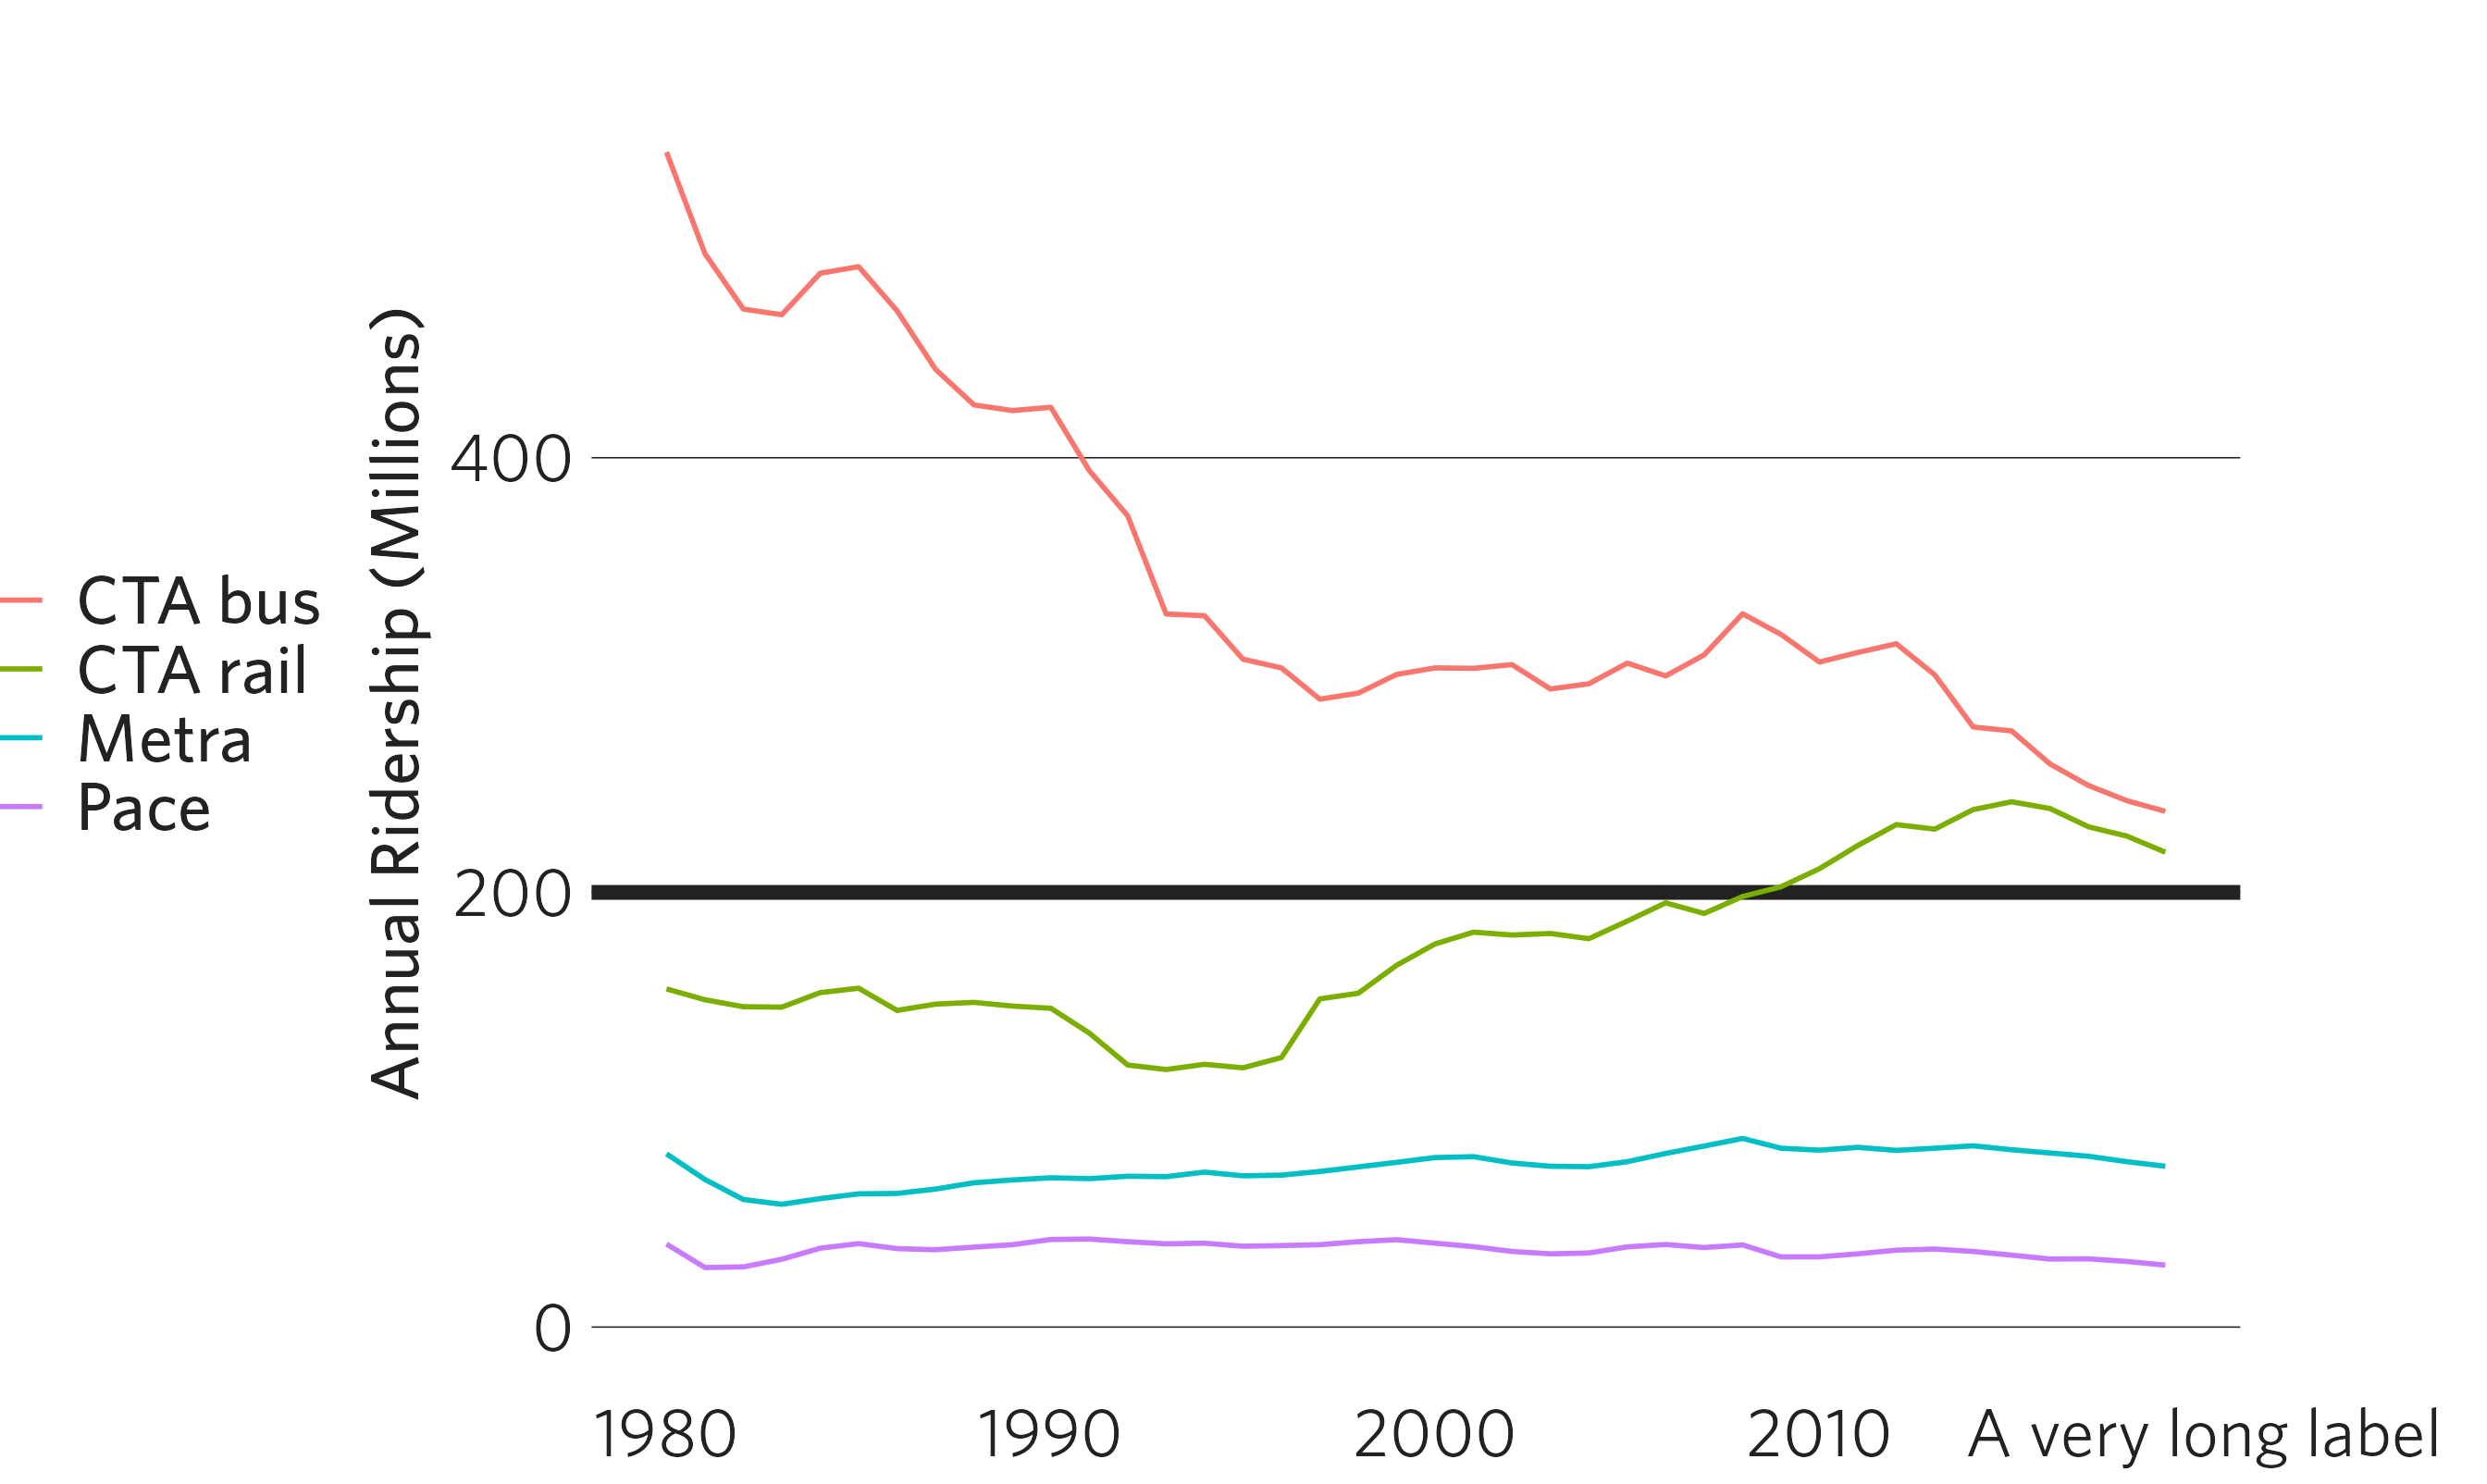 CTA bus
CTA rail
Metra
Pace
Annual Ridership (Millions)
400
200
0
1980 1990 2000 2010 A very long label